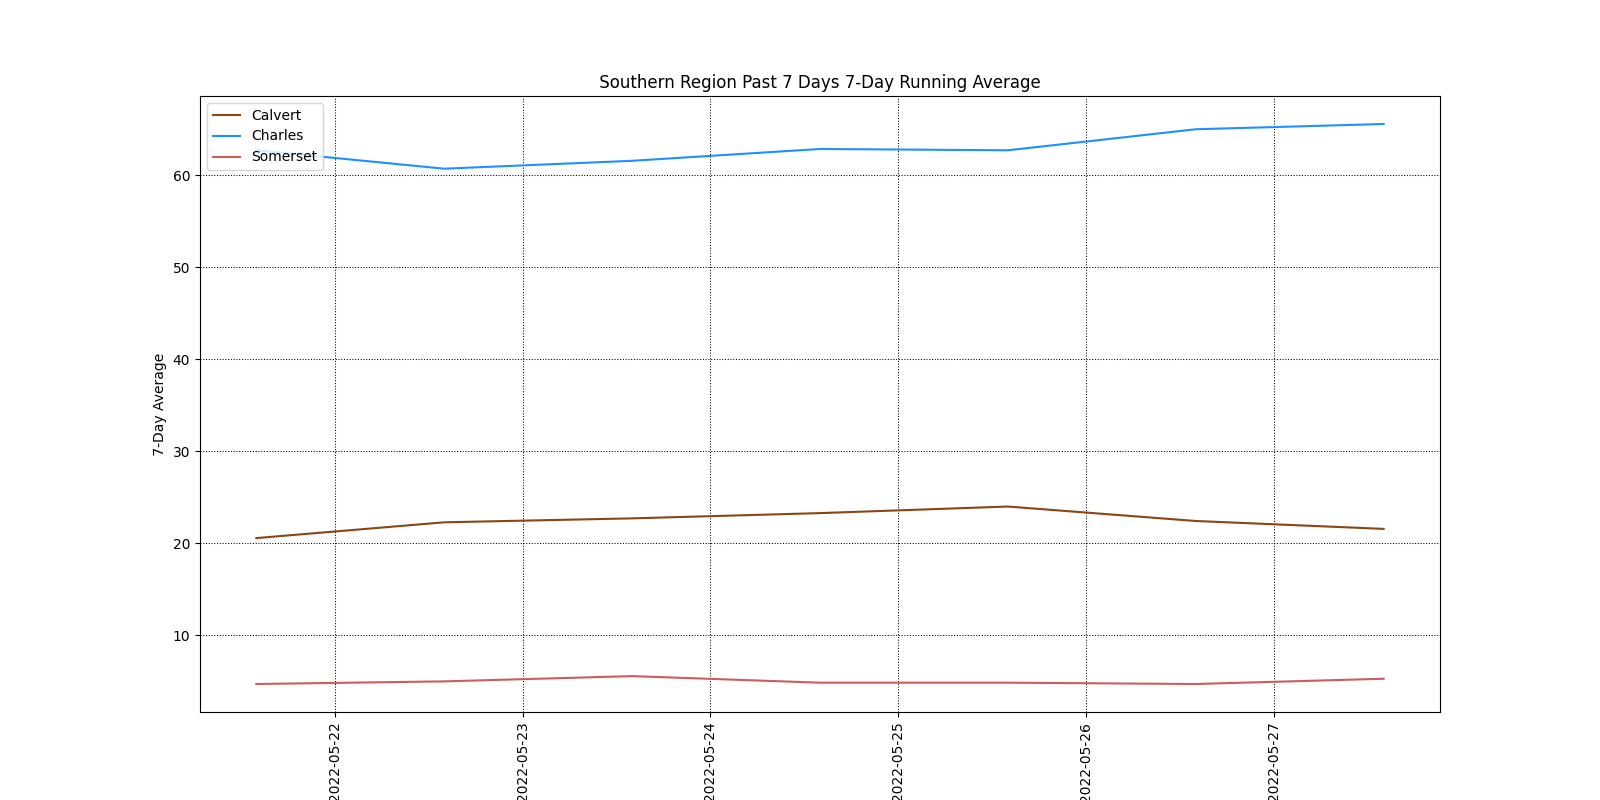 Southern Region Past 7 Days 7-Day Running Average
Calvert
Charles
Somerset
7-Day Average
60
50
40
30
20
10
2022-05-22
2022-05-23
2022-05-24
2022-05-25
2022-05-26
2022-05-27